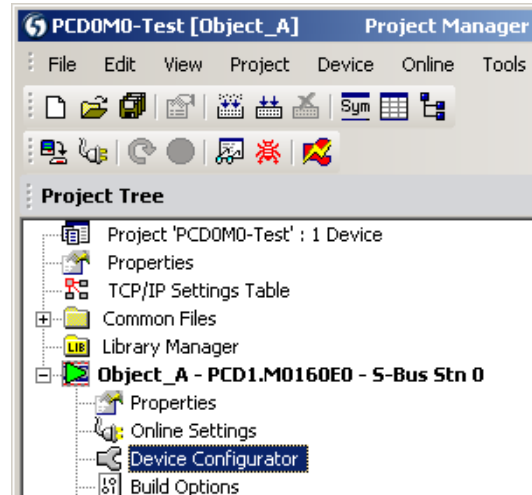 PCD0M0-Test [Object_A] Project Manager
File Edit View Project Device Online Tools
Sym
Project Tree
Project 'PCD0M0-Test' : 1 Device
Properties
TCP/IP Settings Table
Common Files
LIB Library Manager
Object_A - PCD1.M0160E0 - S-Bus Stn 0
Properties
Online Settings
Device Configurator
Build Options